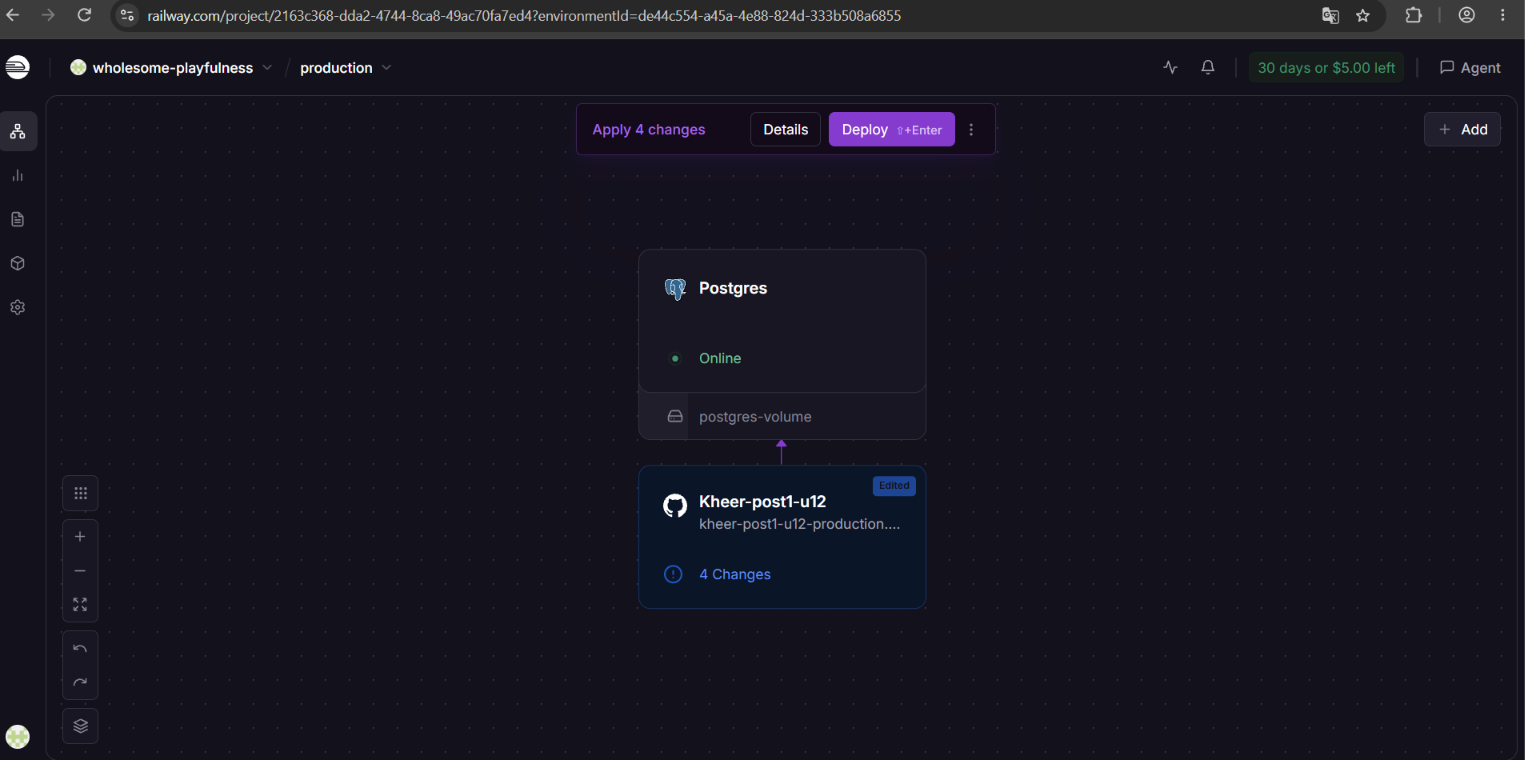 railway.com/project/2163c368-dda2-4744-8ca8-49ac70fa7ed4?environmentId=de44c554-a45a-4e88-824d-333b508a6855
wholesome-playfulness / production
30 days or $5.00 left
Agent
Apply 4 changes
Details
Deploy ⇧+Enter
+ Add
Postgres
Online
postgres-volume
Edited
Kheer-post1-u12
kheer-post1-u12-production....
4 Changes